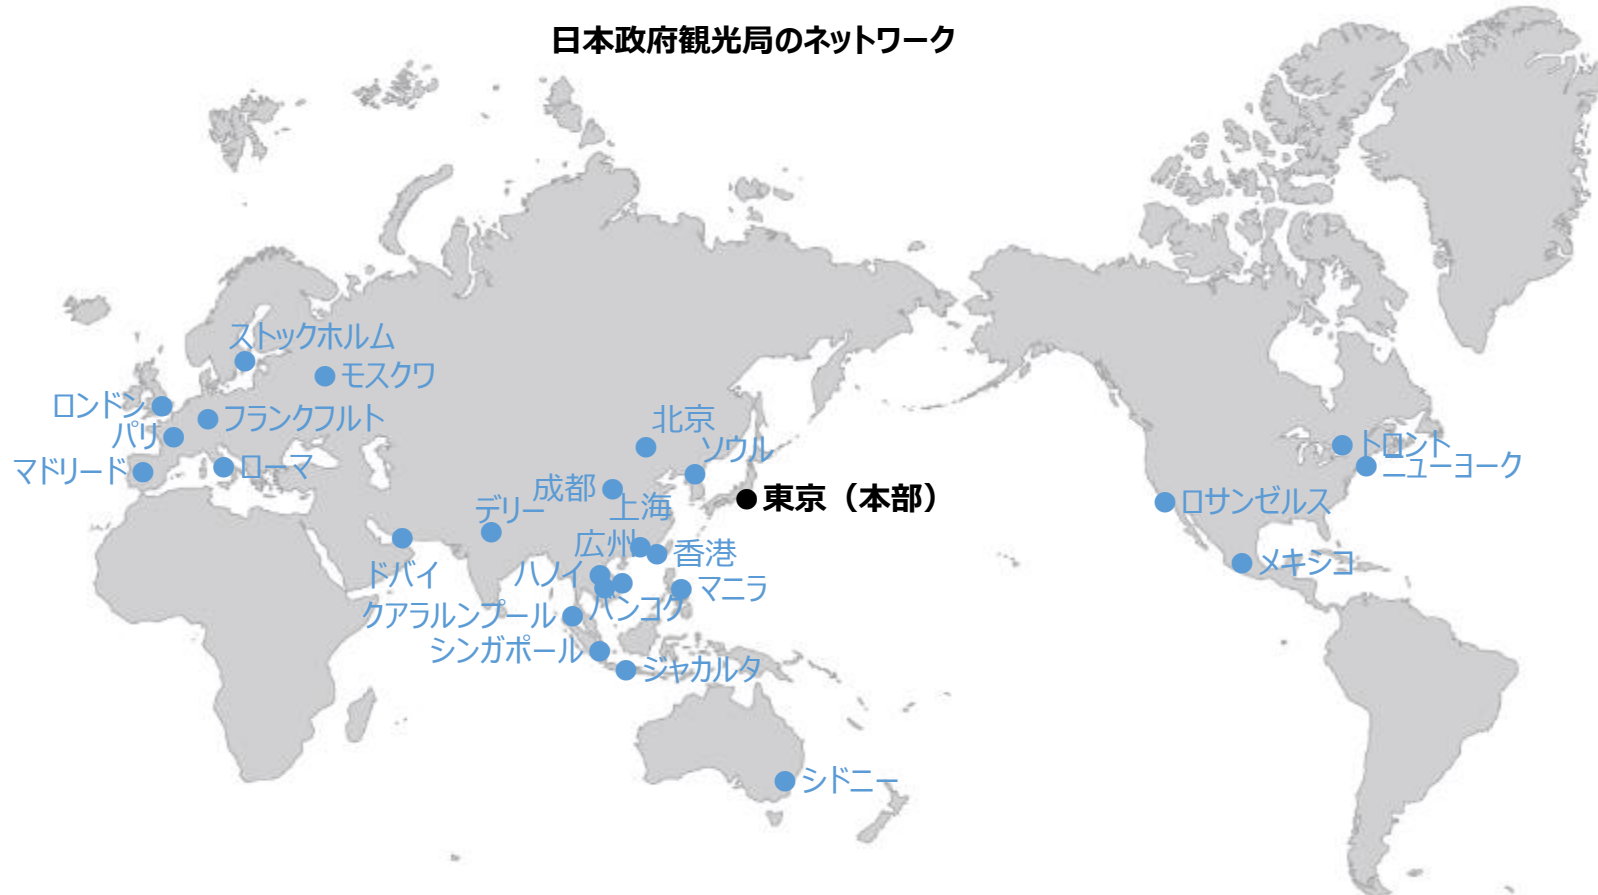 日本政府観光局のネットワーク
ストックホルム
モスクワ
ロンドン
フランクフルト
パリ
マドリード
ローマ
北京
ソウル
成都
上海
東京（本部）
デリー
広州
香港
ドバイ
ハノイ
バンコク
マニラ
クアラルンプール
シンガポール
ジャカルタ
シドニー
トロント
ニューヨーク
ロサンゼルス
メキシコ